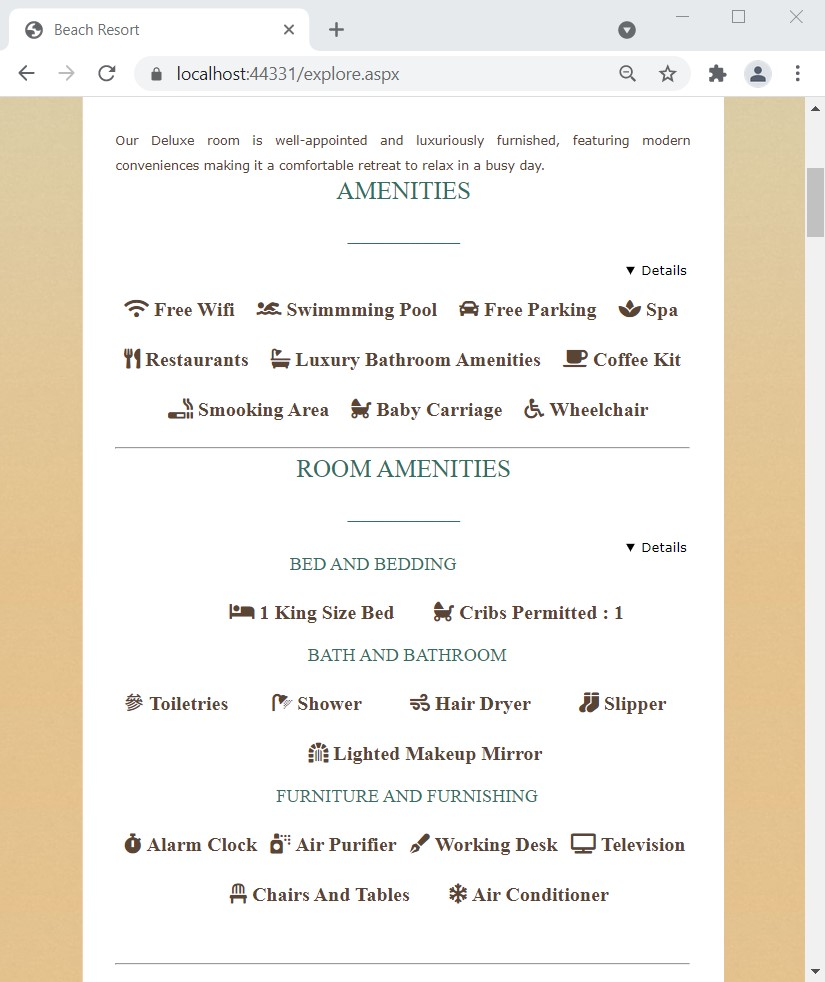 Beach Resort
localhost:44331/explore.aspx
Our Deluxe room is well-appointed and luxuriously furnished, featuring modern
conveniences making it a comfortable retreat to relax in a busy day.
AMENITIES
▼ Details
Free Wifi Swimmming Pool Free Parking Spa
Restaurants Luxury Bathroom Amenities Coffee Kit
Smooking Area Baby Carriage Wheelchair
ROOM AMENITIES
▼ Details
BED AND BEDDING
1 King Size Bed Cribs Permitted : 1
BATH AND BATHROOM
Toiletries Shower Hair Dryer Slipper
Lighted Makeup Mirror
FURNITURE AND FURNISHING
Alarm Clock Air Purifier Working Desk Television
Chairs And Tables Air Conditioner